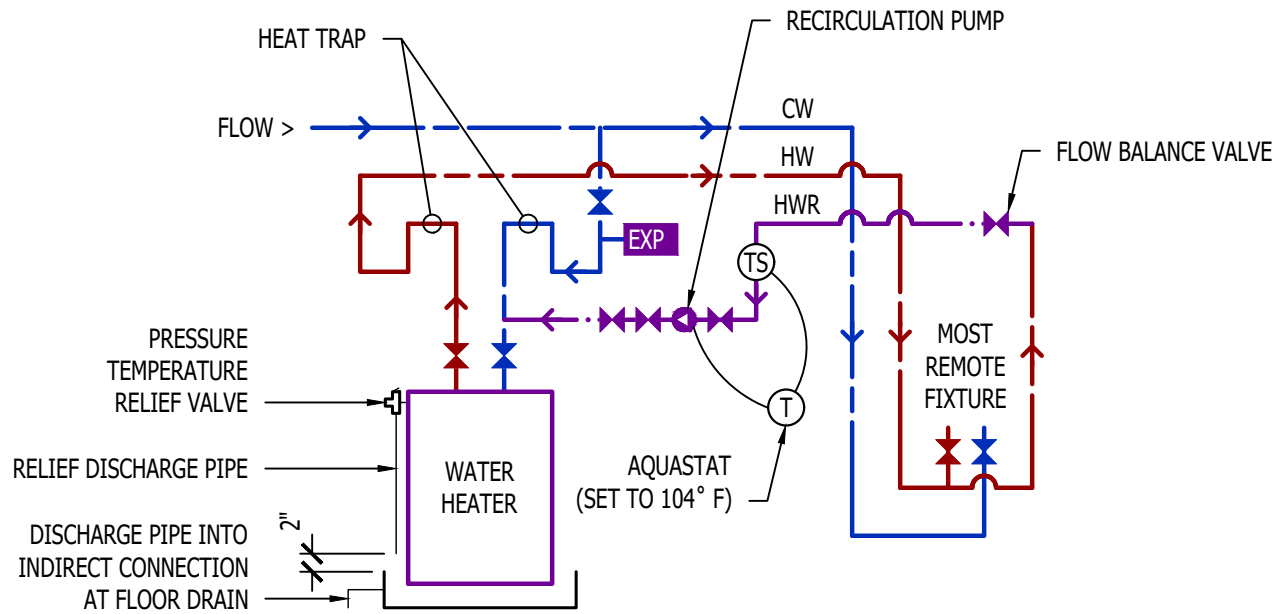 RECIRCULATION PUMP
HEAT TRAP
CW
FLOW >
HW
FLOW BALANCE VALVE
HWR
EXP
TS
PRESSURE
TEMPERATURE
RELIEF VALVE
MOST
REMOTE
FIXTURE
T
RELIEF DISCHARGE PIPE
WATER
HEATER
AQUASTAT
(SET TO 104° F)
2"
DISCHARGE PIPE INTO
INDIRECT CONNECTION
AT FLOOR DRAIN